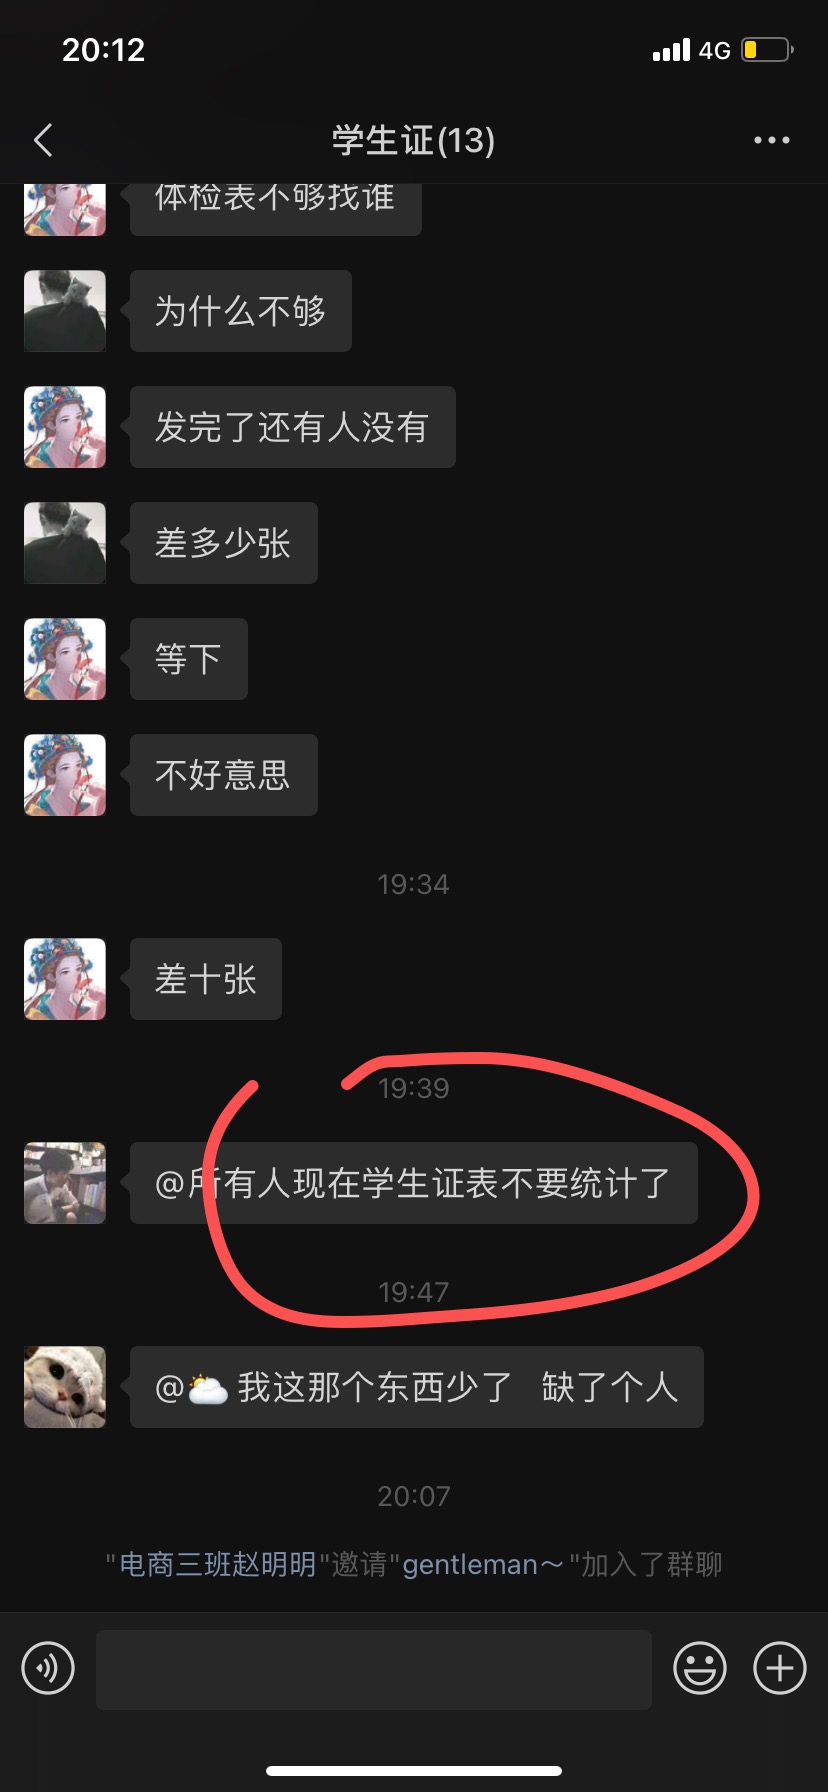 20:12
4G
学生证(13)
体检表不够找谁
为什么不够
发完了还有人没有
差多少张
等下
不好意思
19:34
差十张
19:39
@所有人现在学生证表不要统计了
19:47
@⛅ 我这那个东西少了 缺了个人
20:07
"电商三班赵明明"邀请"gentleman～"加入了群聊